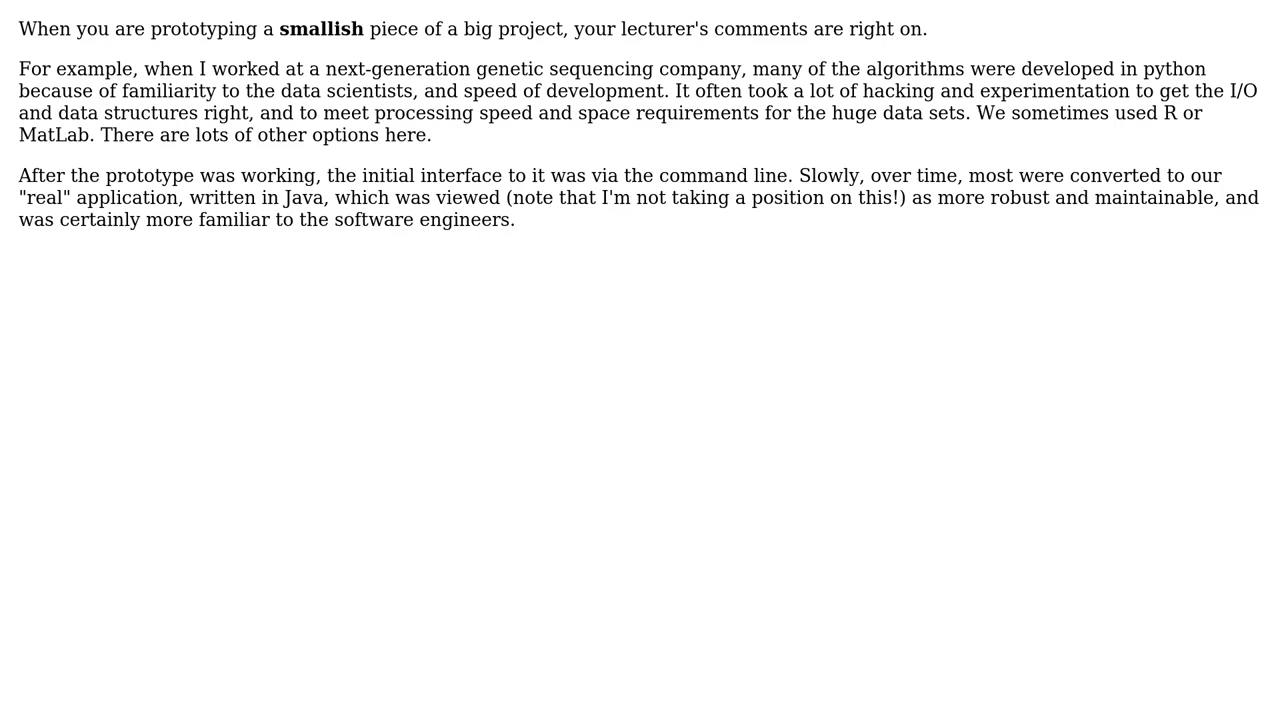 When you are prototyping a smallish piece of a big project, your lecturer's comments are right on.
For example, when I worked at a next-generation genetic sequencing company, many of the algorithms were developed in python
because of familiarity to the data scientists, and speed of development. It often took a lot of hacking and experimentation to get the I/O
and data structures right, and to meet processing speed and space requirements for the huge data sets. We sometimes used R or
MatLab. There are lots of other options here.
After the prototype was working, the initial interface to it was via the command line. Slowly, over time, most were converted to our
"real" application, written in Java, which was viewed (note that I'm not taking a position on this!) as more robust and maintainable, and
was certainly more familiar to the software engineers.